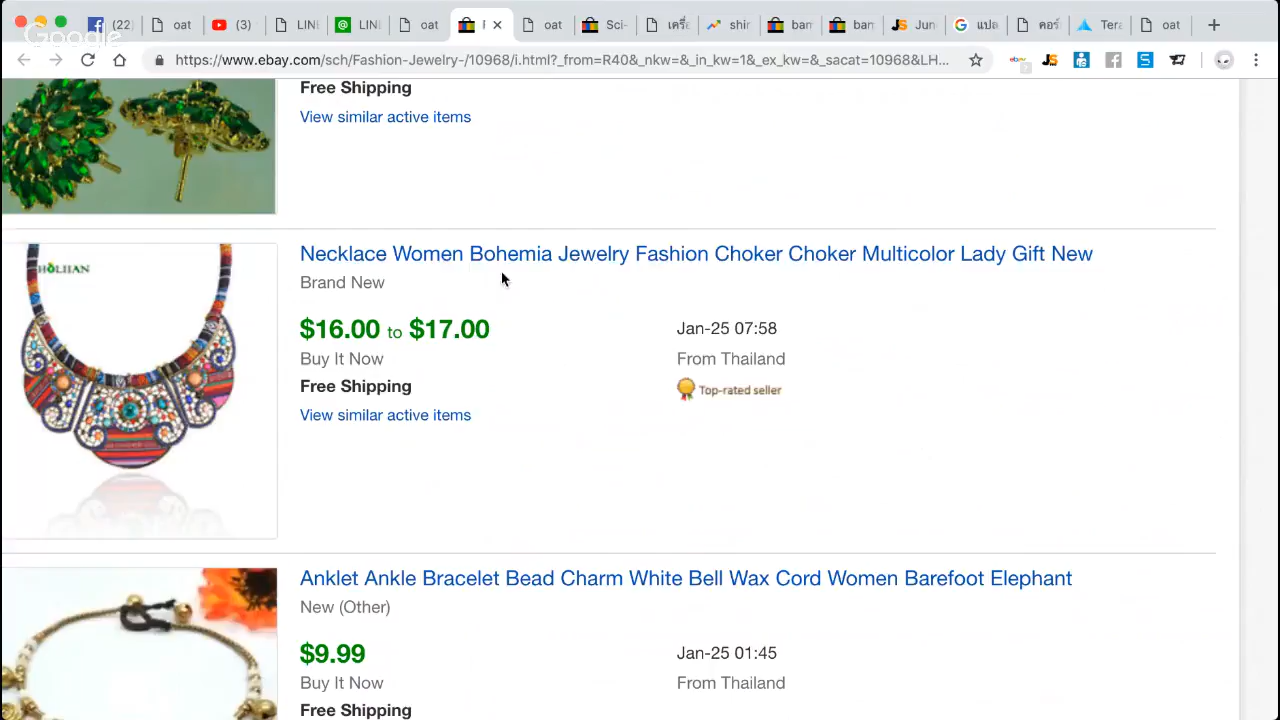 (22)
oat
(3)
LINI
LINI
oat
oat
Sci-
เครื่
Shir
ban
ban
Jun
แปล
คอร์
Tera
oat
Google
https://www.ebay.com/sch/Fashion-Jewelry-/10968/i.html?_from=R40&_nkw=&_in_kw=1&_ex_kw=&_sacat=10968&LH...
Free Shipping
View similar active items
HOLIIAN
Necklace Women Bohemia Jewelry Fashion Choker Choker Multicolor Lady Gift New
Brand New
$16.00 to $17.00
Jan-25 07:58
Buy It Now
From Thailand
Free Shipping
Top-rated seller
View similar active items
Anklet Ankle Bracelet Bead Charm White Bell Wax Cord Women Barefoot Elephant
New (Other)
$9.99
Jan-25 01:45
Buy It Now
From Thailand
Free Shipping